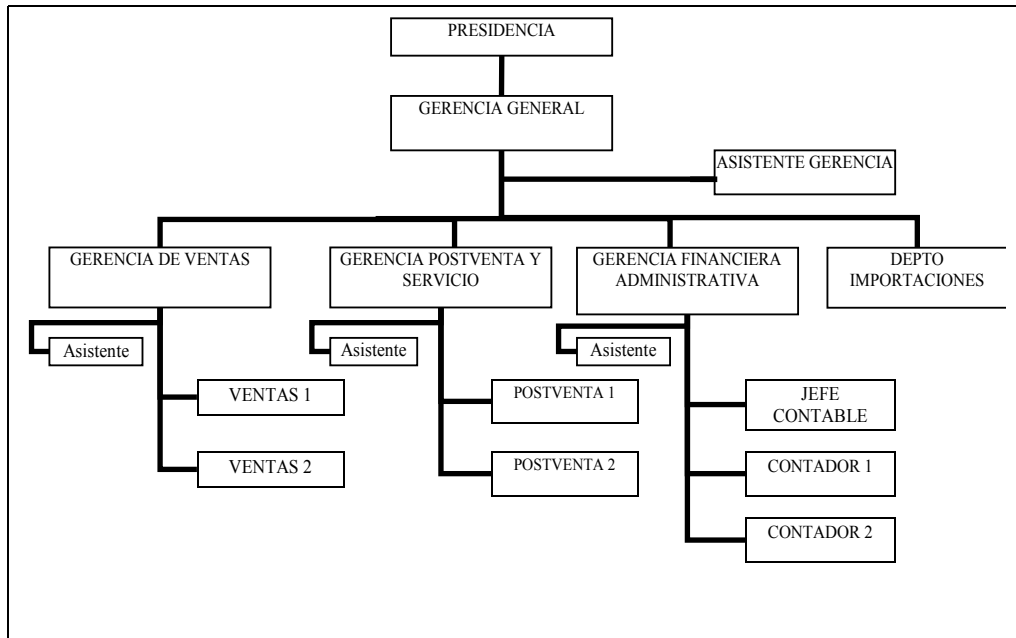 PRESIDENCIA
GERENCIA GENERAL
ASISTENTE GERENCIA
GERENCIA DE VENTAS
GERENCIA POSTVENTA Y
SERVICIO
GERENCIA FINANCIERA
ADMINISTRATIVA
DEPTO
IMPORTACIONES
Asistente
Asistente
Asistente
VENTAS 1
POSTVENTA 1
JEFE
CONTABLE
VENTAS 2
POSTVENTA 2
CONTADOR 1
CONTADOR 2